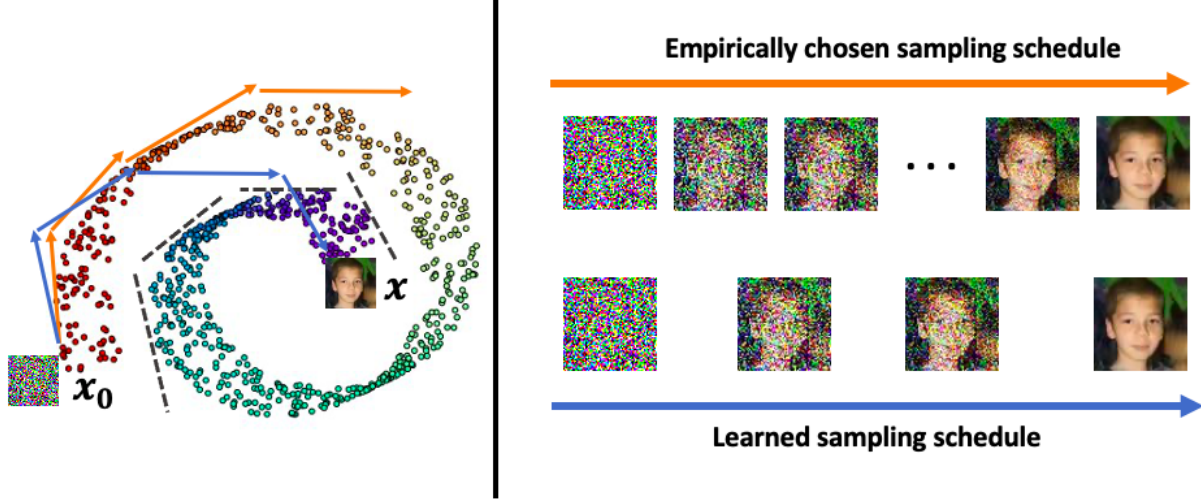 x₀
x
Empirically chosen sampling schedule
. . .
Learned sampling schedule